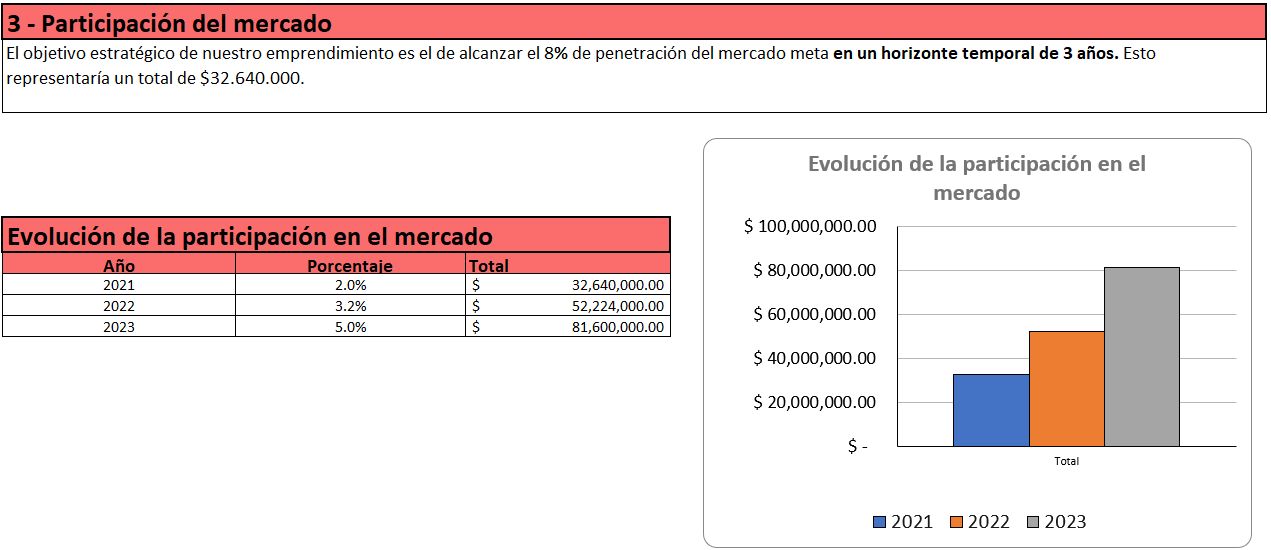 3 - Participación del mercado
El objetivo estratégico de nuestro emprendimiento es el de alcanzar el 8% de penetración del mercado meta en un horizonte temporal de 3 años. Esto
representaría un total de $32.640.000.
Evolución de la participación en el mercado
Año Porcentaje Total
2021 2.0% $ 32,640,000.00
2022 3.2% $ 52,224,000.00
2023 5.0% $ 81,600,000.00
Evolución de la participación en el
mercado
$ 100,000,000.00
$ 80,000,000.00
$ 60,000,000.00
$ 40,000,000.00
$ 20,000,000.00
$ -
Total
2021 2022 2023